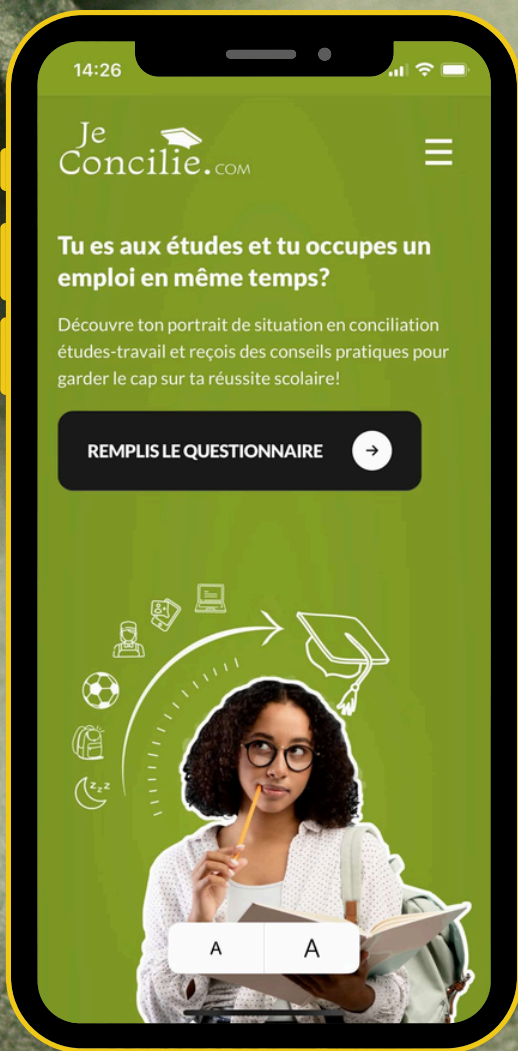 14:26
Je
Concilie.COM
Tu es aux études et tu occupes un
emploi en même temps?
Découvre ton portrait de situation en conciliation
études-travail et reçois des conseils pratiques pour
garder le cap sur ta réussite scolaire!
REMPLIS LE QUESTIONNAIRE
zzz
A A